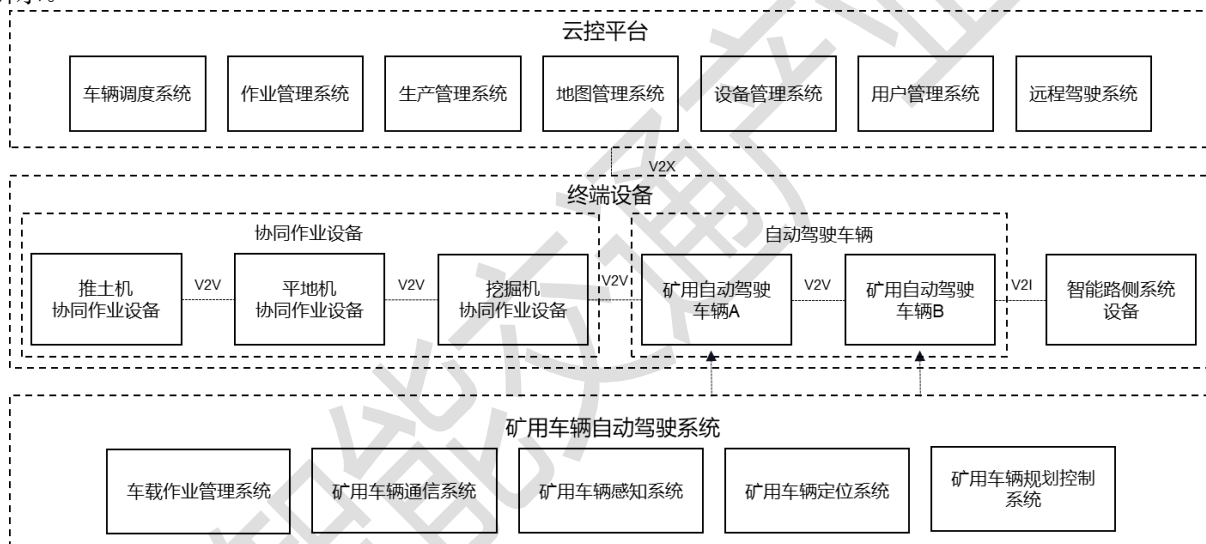 云控平台
车辆调度系统
作业管理系统
生产管理系统
地图管理系统
设备管理系统
用户管理系统
远程驾驶系统
V2X
终端设备
协同作业设备
自动驾驶车辆
推土机
协同作业设备
V2V
平地机
协同作业设备
V2V
挖掘机
协同作业设备
V2V
矿用自动驾驶
车辆A
V2V
矿用自动驾驶
车辆B
V2I
智能路侧系统
设备
矿用车辆自动驾驶系统
车载作业管理系统
矿用车辆通信系统
矿用车辆感知系统
矿用车辆定位系统
矿用车辆规划控制
系统
智能交通产业